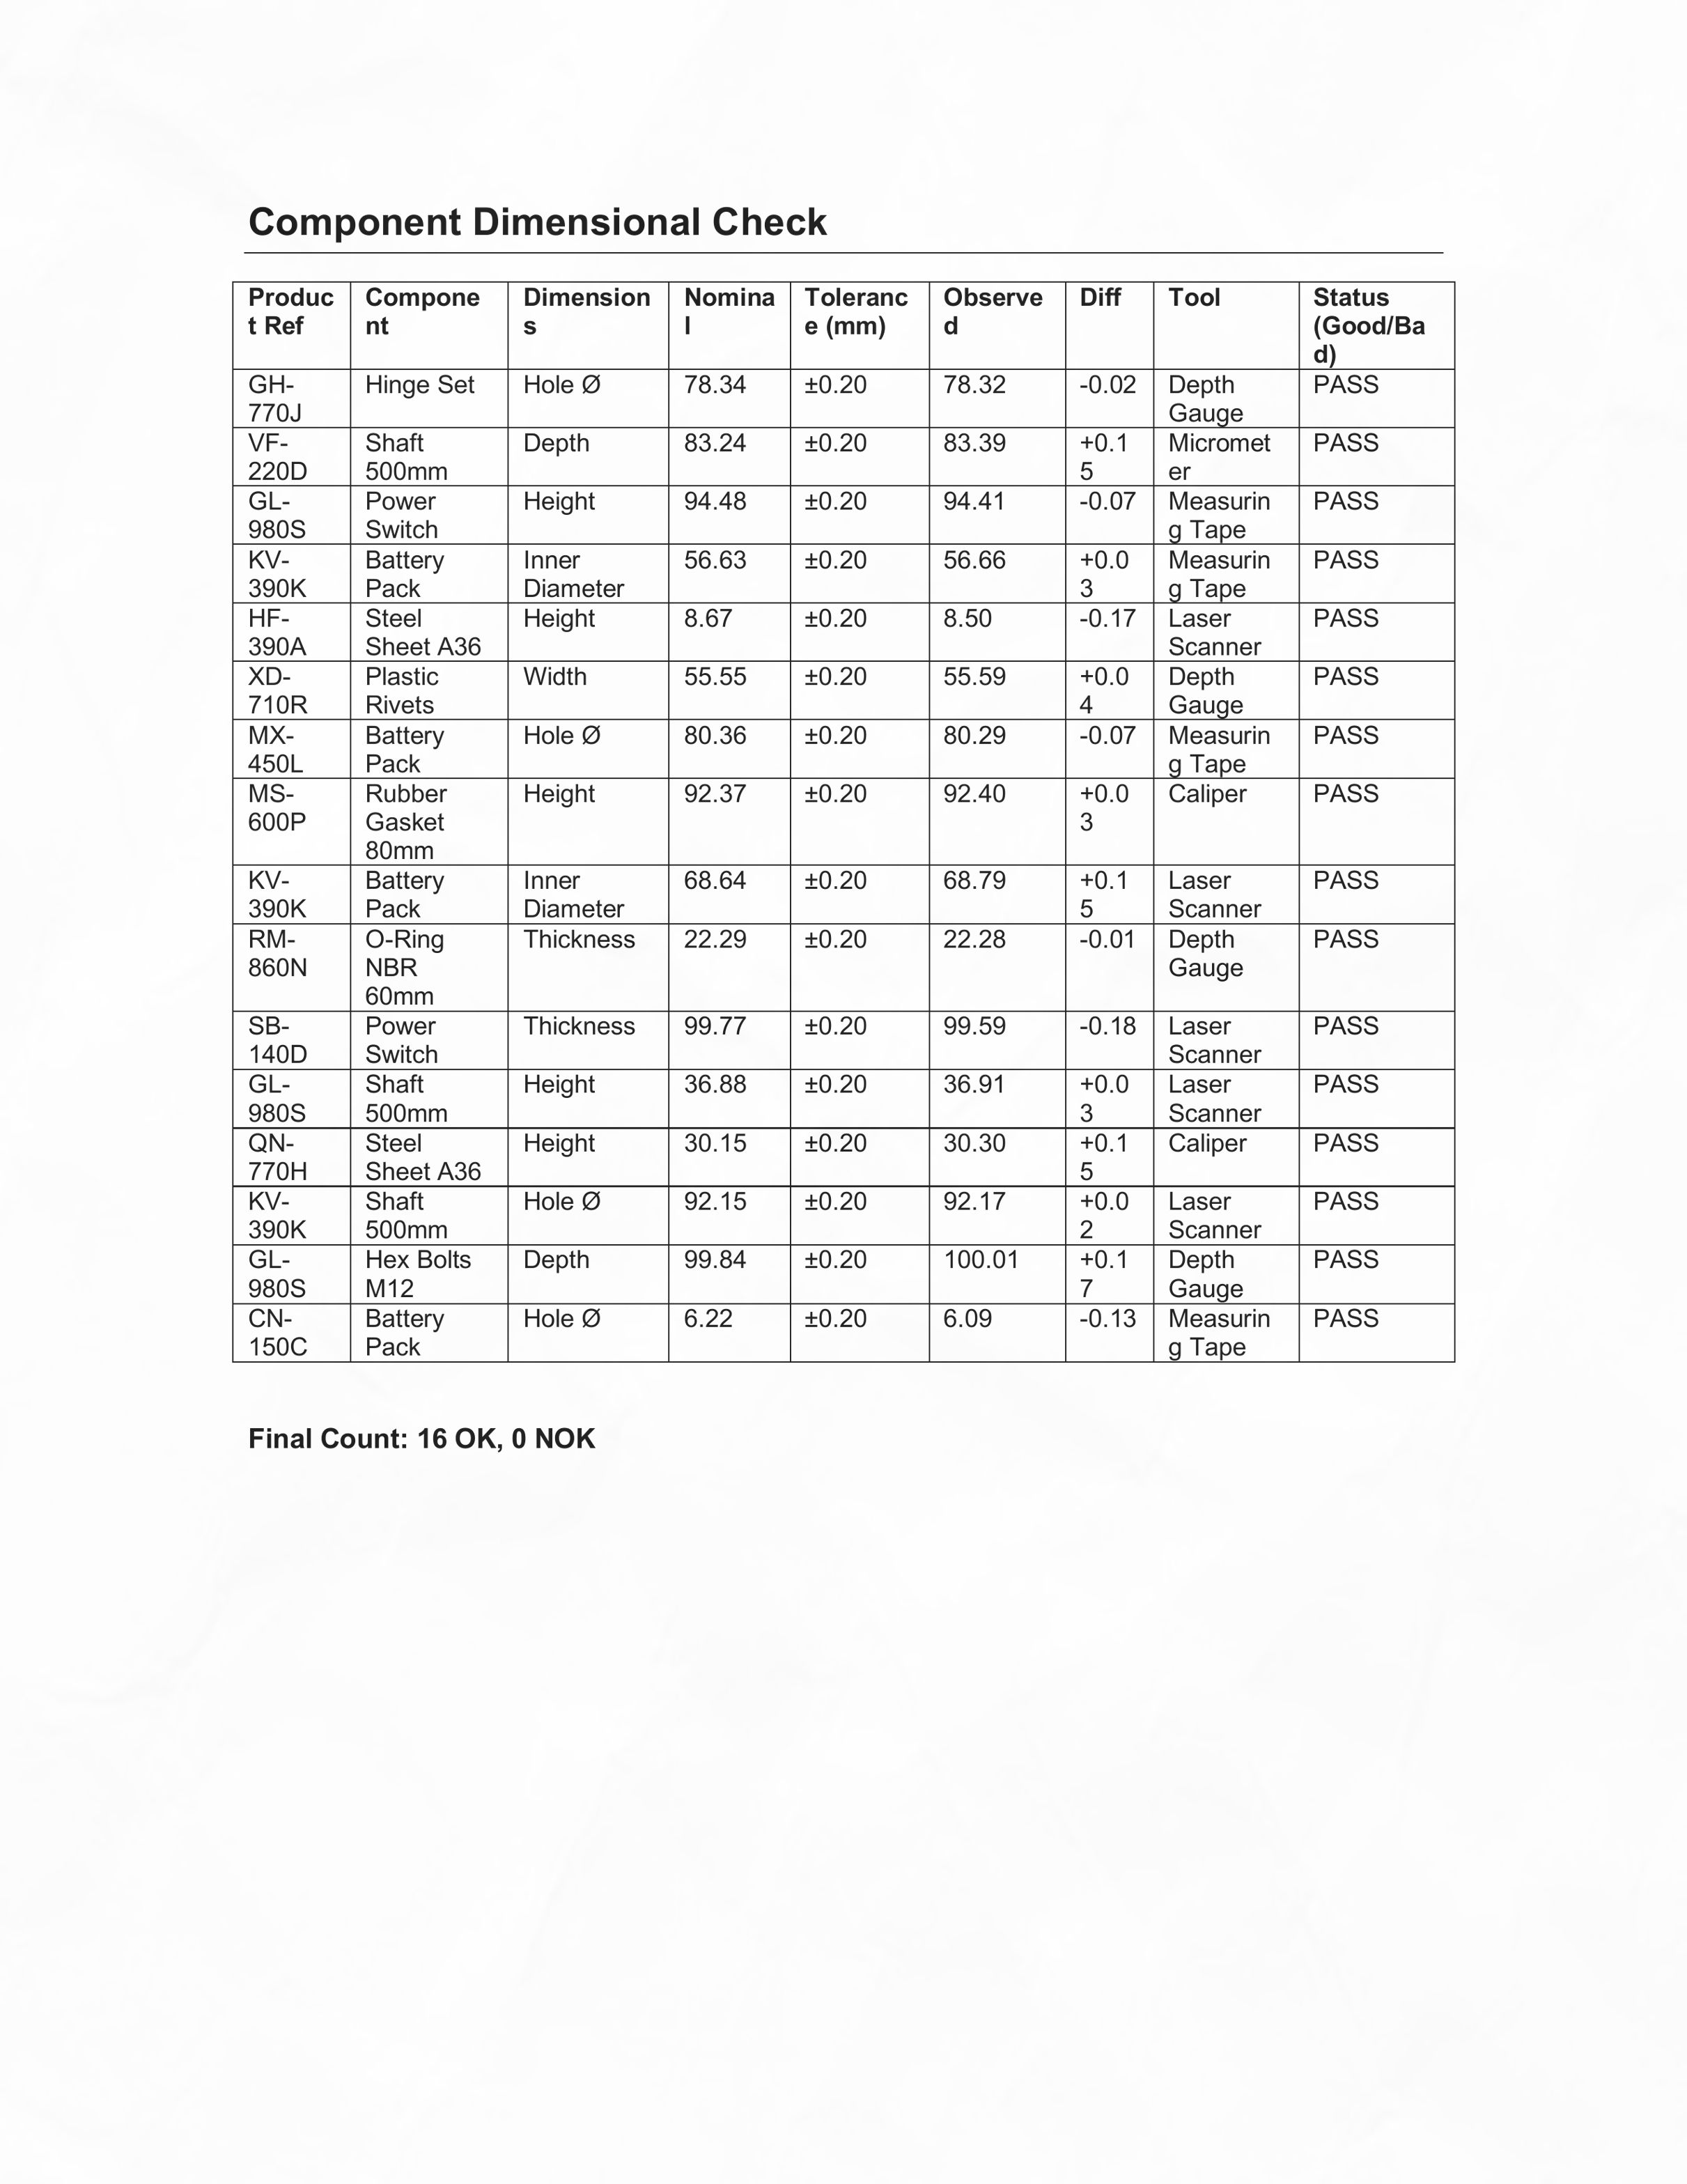 Component Dimensional Check
Product Ref Component Dimensions Nominal Tolerance (mm) Observed Diff Tool Status (Good/Bad)
GH-770J Hinge Set Hole Ø 78.34 ±0.20 78.32 -0.02 Depth Gauge PASS
VF-220D Shaft 500mm Depth 83.24 ±0.20 83.39 +0.15 Micrometer PASS
GL-980S Power Switch Height 94.48 ±0.20 94.41 -0.07 Measuring Tape PASS
KV-390K Battery Pack Inner Diameter 56.63 ±0.20 56.66 +0.03 Measuring Tape PASS
HF-390A Steel Sheet A36 Height 8.67 ±0.20 8.50 -0.17 Laser Scanner PASS
XD-710R Plastic Rivets Width 55.55 ±0.20 55.59 +0.04 Depth Gauge PASS
MX-450L Battery Pack Hole Ø 80.36 ±0.20 80.29 -0.07 Measuring Tape PASS
MS-600P Rubber Gasket 80mm Height 92.37 ±0.20 92.40 +0.03 Caliper PASS
KV-390K Battery Pack Inner Diameter 68.64 ±0.20 68.79 +0.15 Laser Scanner PASS
RM-860N O-Ring NBR 60mm Thickness 22.29 ±0.20 22.28 -0.01 Depth Gauge PASS
SB-140D Power Switch Thickness 99.77 ±0.20 99.59 -0.18 Laser Scanner PASS
GL-980S Shaft 500mm Height 36.88 ±0.20 36.91 +0.03 Laser Scanner PASS
QN-770H Steel Sheet A36 Height 30.15 ±0.20 30.30 +0.15 Caliper PASS
KV-390K Shaft 500mm Hole Ø 92.15 ±0.20 92.17 +0.02 Laser Scanner PASS
GL-980S Hex Bolts M12 Depth 99.84 ±0.20 100.01 +0.17 Depth Gauge PASS
CN-150C Battery Pack Hole Ø 6.22 ±0.20 6.09 -0.13 Measuring Tape PASS
Final Count: 16 OK, 0 NOK